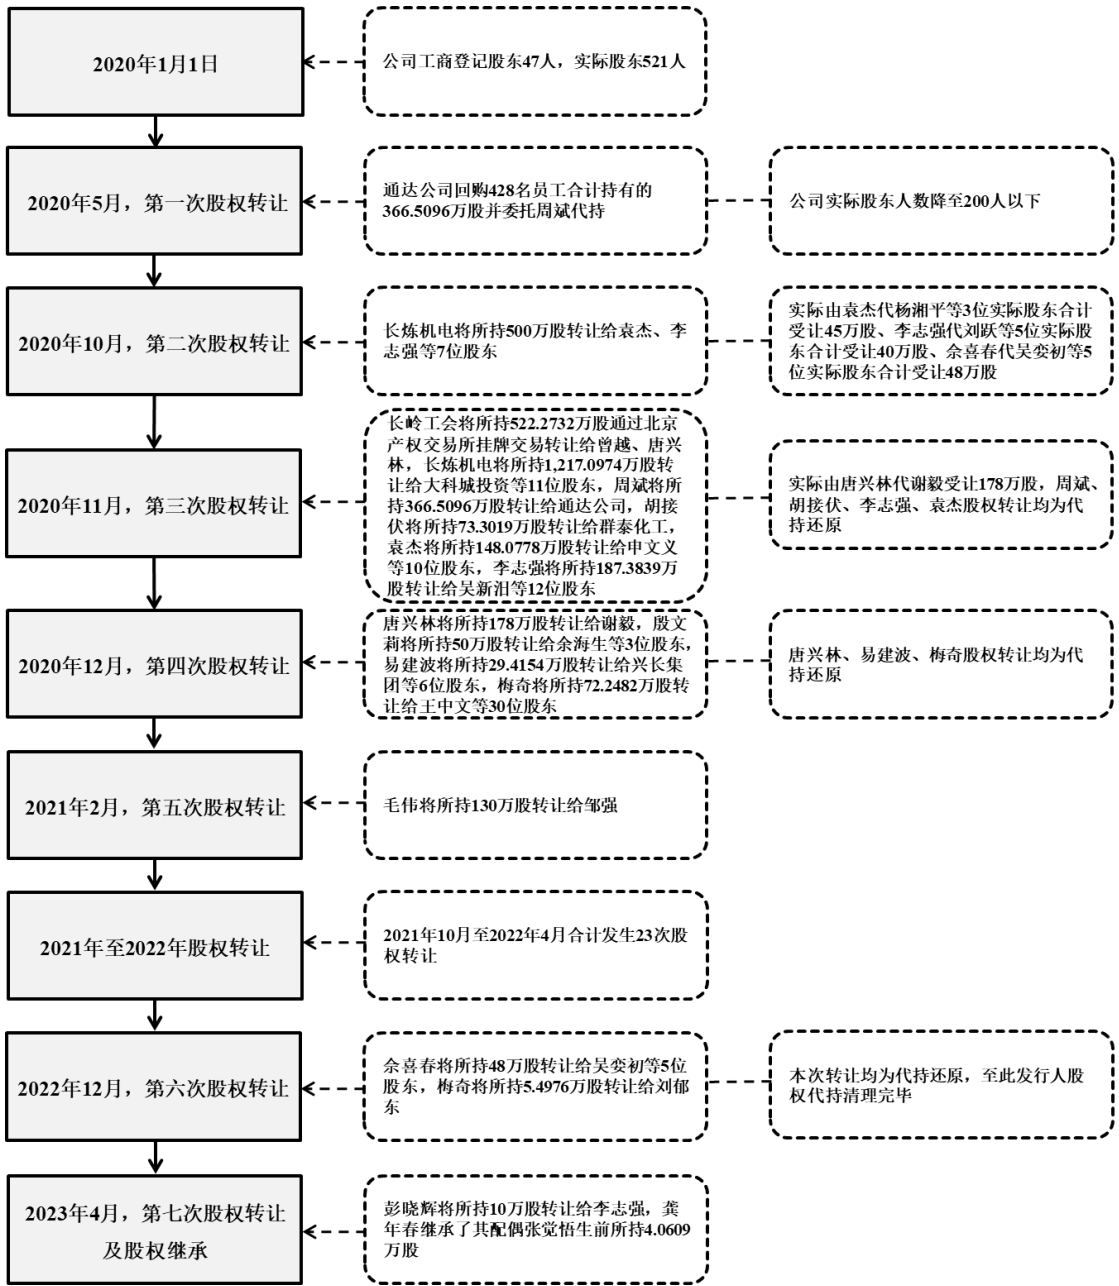 2020年1月1日
公司工商登记股东47人，实际股东521人
2020年5月，第一次股权转让
通达公司回购428名员工合计持有的
366.5096万股并委托周斌代持
公司实际股东人数降至200人以下
2020年10月，第二次股权转让
长炼机电将所持500万股转让给袁杰、李
志强等7位股东
实际由袁杰代杨湘平等3位实际股东合计
受让45万股、李志强代刘跃等5位实际股
东合计受让40万股、佘喜春代吴娈初等5
位实际股东合计受让48万股
2020年11月，第三次股权转让
长岭工会将所持522.2732万股通过北京
产权交易所挂牌交易转让给曾越、唐兴
林，长炼机电将所持1,217.0974万股转
让给大科城投资等11位股东，周斌将所
持366.5096万股转让给通达公司，胡接
伏将所持73.3019万股转让给群泰化工，
袁杰将所持148.0778万股转让给申文义
等10位股东，李志强将所持187.3839万
股转让给吴新泪等12位股东
实际由唐兴林代谢毅受让178万股，周斌、
胡接伏、李志强、袁杰股权转让均为代
持还原
2020年12月，第四次股权转让
唐兴林将所持178万股转让给谢毅，殷文
莉将所持50万股转让给余海生等3位股东，
易建波将所持29.4154万股转让给兴长集
团等6位股东，梅奇将所持72.2482万股转
让给王中文等30位股东
唐兴林、易建波、梅奇股权转让均为代
持还原
2021年2月，第五次股权转让
毛伟将所持130万股转让给邹强
2021年至2022年股权转让
2021年10月至2022年4月合计发生23次股
权转让
2022年12月，第六次股权转让
佘喜春将所持48万股转让给吴娈初等5位
股东，梅奇将所持5.4976万股转让给刘郁
东
本次转让均为代持还原，至此发行人股
权代持清理完毕
2023年4月，第七次股权转让
及股权继承
彭晓辉将所持10万股转让给李志强，龚
年春继承了其配偶张觉悟生前所持4.0609
万股